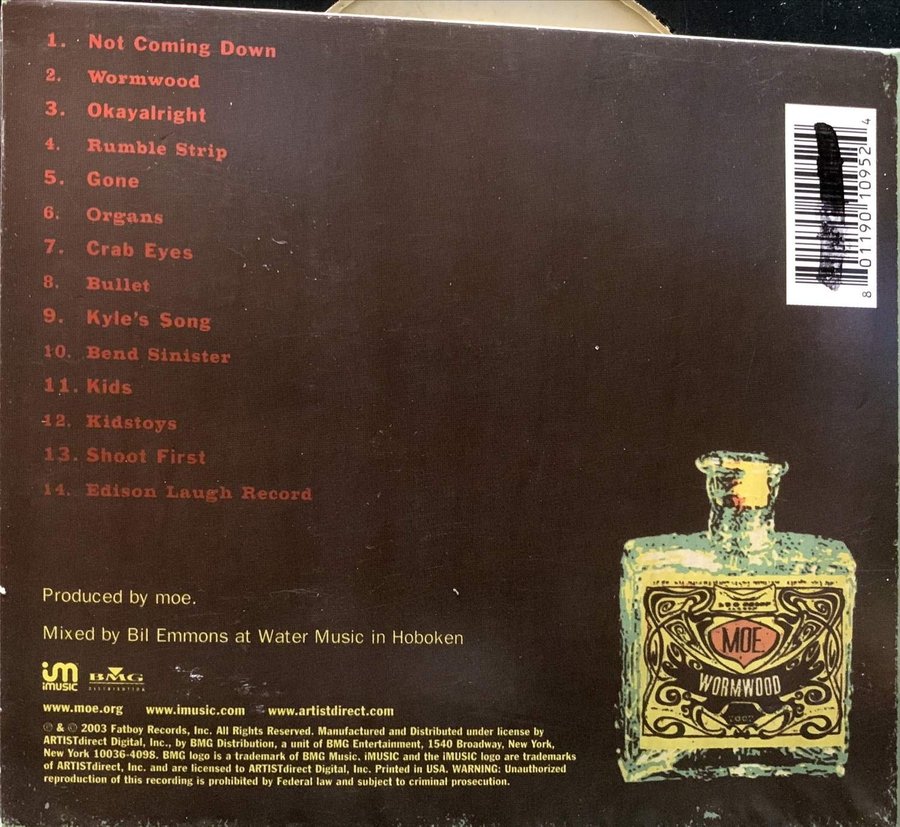 1. Not Coming Down
2. Wormwood
3. Okayalright
4. Rumble Strip
5. Gone
6. Organs
7. Crab Eyes
8. Bullet
9. Kyle's Song
10. Bend Sinister
11. Kids
12. Kidstoys
13. Shoot First
14. Edison Laugh Record
8 01190 10952 4
Produced by moe.
Mixed by Bil Emmons at Water Music in Hoboken
im iMUSIC BMG DISTRIBUTION
www.moe.org www.imusic.com www.artistdirect.com
℗ & © 2003 Fatboy Records, Inc. All Rights Reserved. Manufactured and Distributed under license by
ARTISTdirect Digital, Inc., by BMG Distribution, a unit of BMG Entertainment, 1540 Broadway, New York,
New York 10036-4098. BMG logo is a trademark of BMG Music. iMUSIC and the iMUSIC logo are trademarks
of ARTISTdirect, Inc. and are licensed to ARTISTdirect Digital, Inc. Printed in USA. WARNING: Unauthorized
reproduction of this recording is prohibited by Federal law and subject to criminal prosecution.
MOE.
WORMWOOD